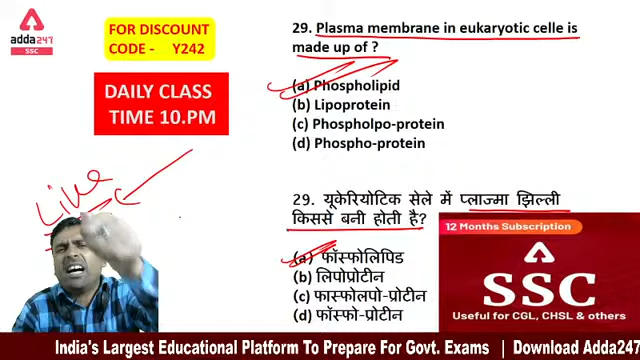 adda247
SSC
FOR DISCOUNT
CODE - Y242
DAILY CLASS
TIME 10.PM
Live
29. Plasma membrane in eukaryotic celle is
made up of ?
(a) Phospholipid
(b) Lipoprotein
(c) Phospholpo-protein
(d) Phospho-protein
29. यूकेरियोटिक सेले में प्लाज्मा झिल्ली
किससे बनी होती है?
(a) फॉस्फोलिपिड
(b) लिपोप्रोटीन
(c) फास्फोलपो-प्रोटीन
(d) फॉस्फो-प्रोटीन
12 Months Subscription
SSC
Useful for CGL, CHSL & others
India's Largest Educational Platform To Prepare For Govt. Exams | Download Adda247